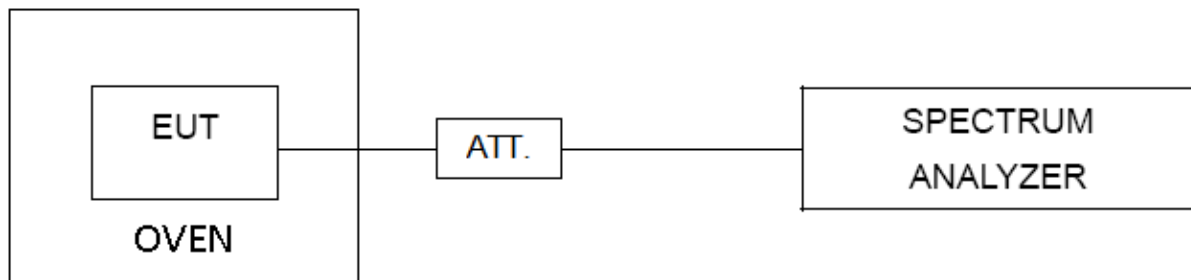 EUT
OVEN
ATT.
SPECTRUM
ANALYZER